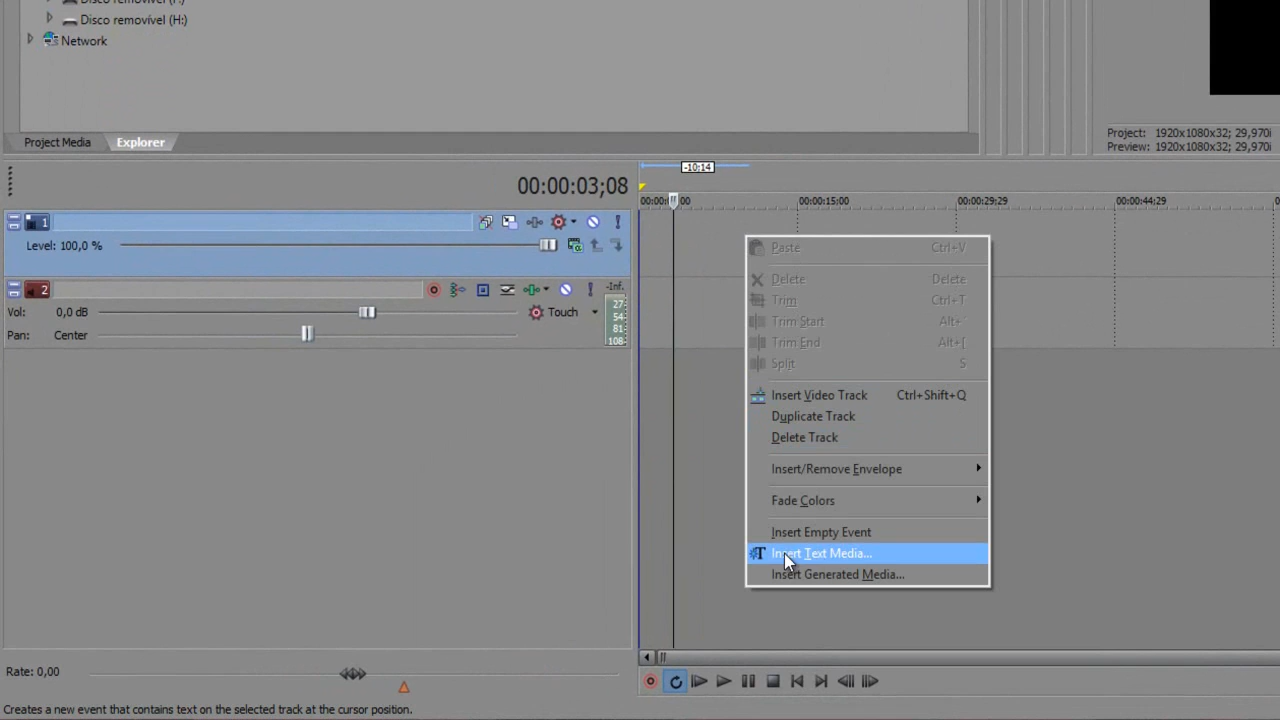 Disco removível (F:)
Disco removível (H:)
Network
Project Media
Explorer
Project: 1920x1080x32; 29,970i
Preview: 1920x1080x32; 29,970i
-10;14
00:00:03;08
00:00:15;00
00:00:29;29
00:00:44;29
1
Level: 100,0 %
2
-Inf.
Vol: 0,0 dB
Touch
27
54
81
108
Pan: Center
Paste Ctrl+V
Delete Delete
Trim Ctrl+T
Trim Start
Trim End Alt+[
Split S
Insert Video Track Ctrl+Shift+Q
Duplicate Track
Delete Track
Insert/Remove Envelope
Fade Colors
Insert Empty Event
Insert Text Media...
Insert Generated Media...
Rate: 0,00
Creates a new event that contains text on the selected track at the cursor position.